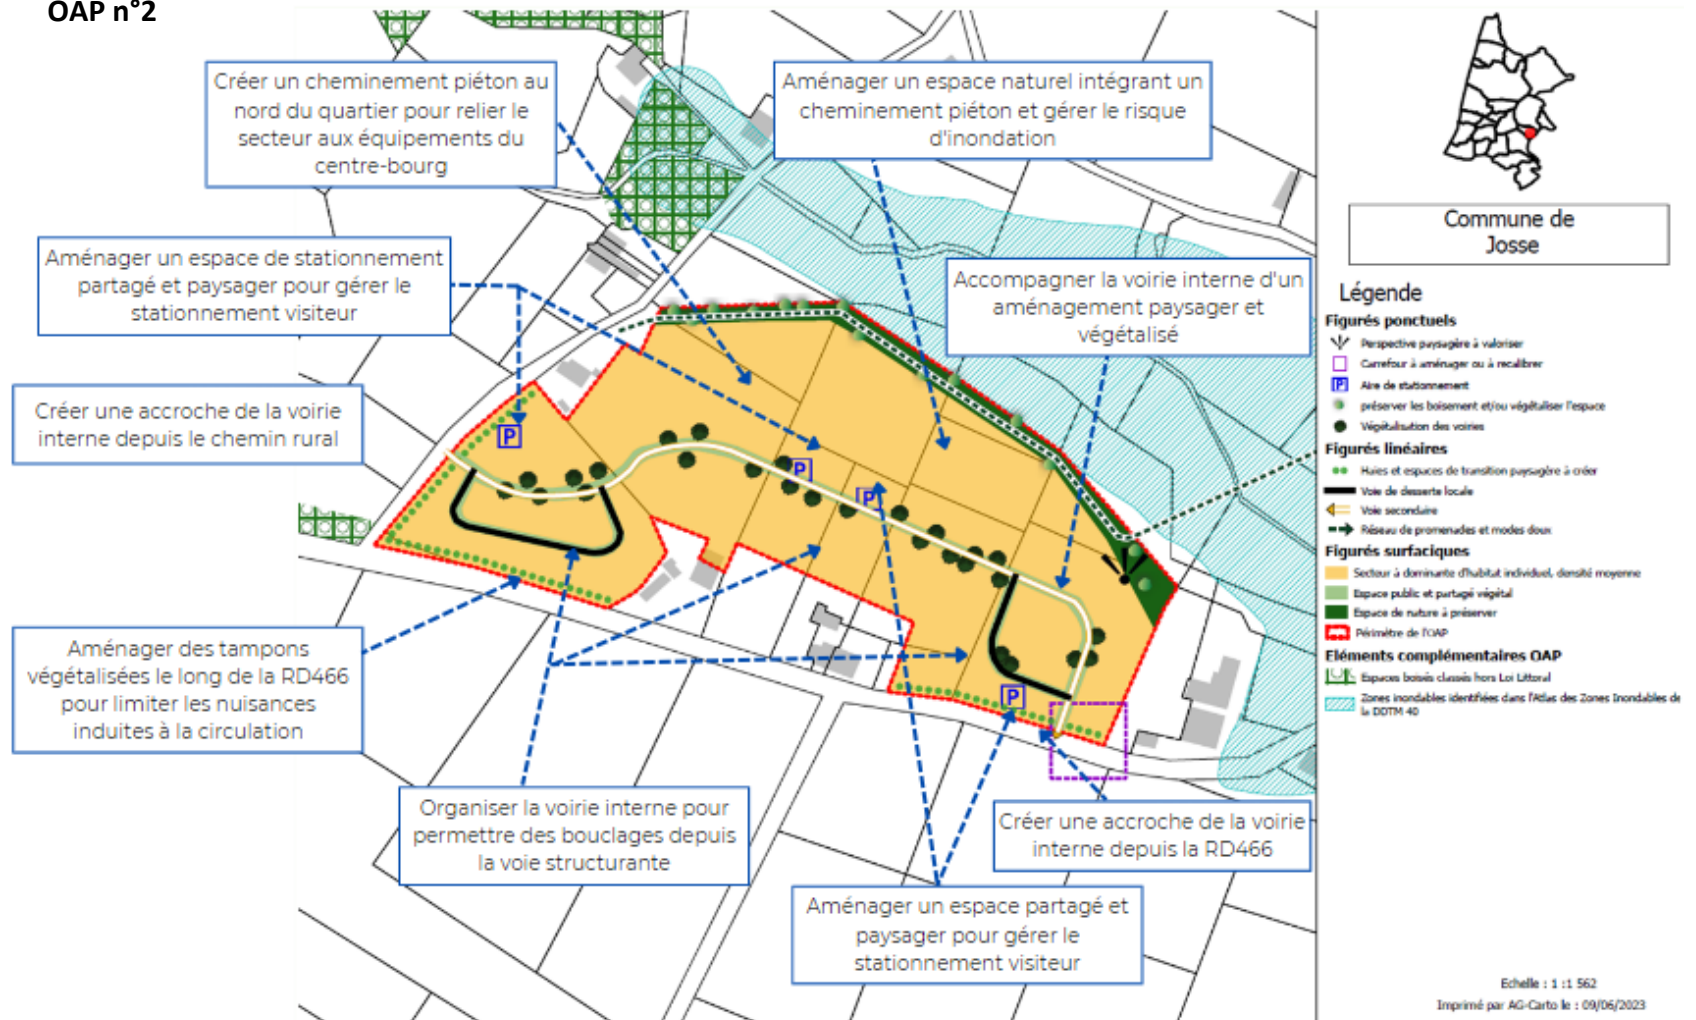 OAP n°2
Créer un cheminement piéton au
nord du quartier pour relier le
secteur aux équipements du
centre-bourg
Aménager un espace naturel intégrant un
cheminement piéton et gérer le risque
d'inondation
Aménager un espace de stationnement
partagé et paysager pour gérer le
stationnement visiteur
Accompagner la voirie interne d'un
aménagement paysager et
végétalisé
Créer une accroche de la voirie
interne depuis le chemin rural
P
P
P
P
Aménager des tampons
végétalisées le long de la RD466
pour limiter les nuisances
induites à la circulation
Organiser la voirie interne pour
permettre des bouclages depuis
la voie structurante
Créer une accroche de la voirie
interne depuis la RD466
Aménager un espace partagé et
paysager pour gérer le
stationnement visiteur
Commune de
Josse
Légende
Figurés ponctuels
Perspective paysagère à valoriser
Carrefour à aménager ou à recalibrer
P Aire de stationnement
préserver les boisement et/ou végétaliser l'espace
Végétalisation des voiries
Figurés linéaires
Haies et espaces de transition paysagère à créer
Voie de desserte locale
Voie secondaire
Réseau de promenades et modes doux
Figurés surfaciques
Secteur à dominante d'habitat individuel, densité moyenne
Espace public et partagé végétal
Espace de nature à préserver
Périmètre de l'OAP
Eléments complémentaires OAP
Espaces boisés classés hors Loi Littoral
Zones inondables identifiées dans l'Atlas des Zones Inondables de
la DDTM 40
Echelle : 1 :1 562
Imprimé par AG-Carto le : 09/06/2023